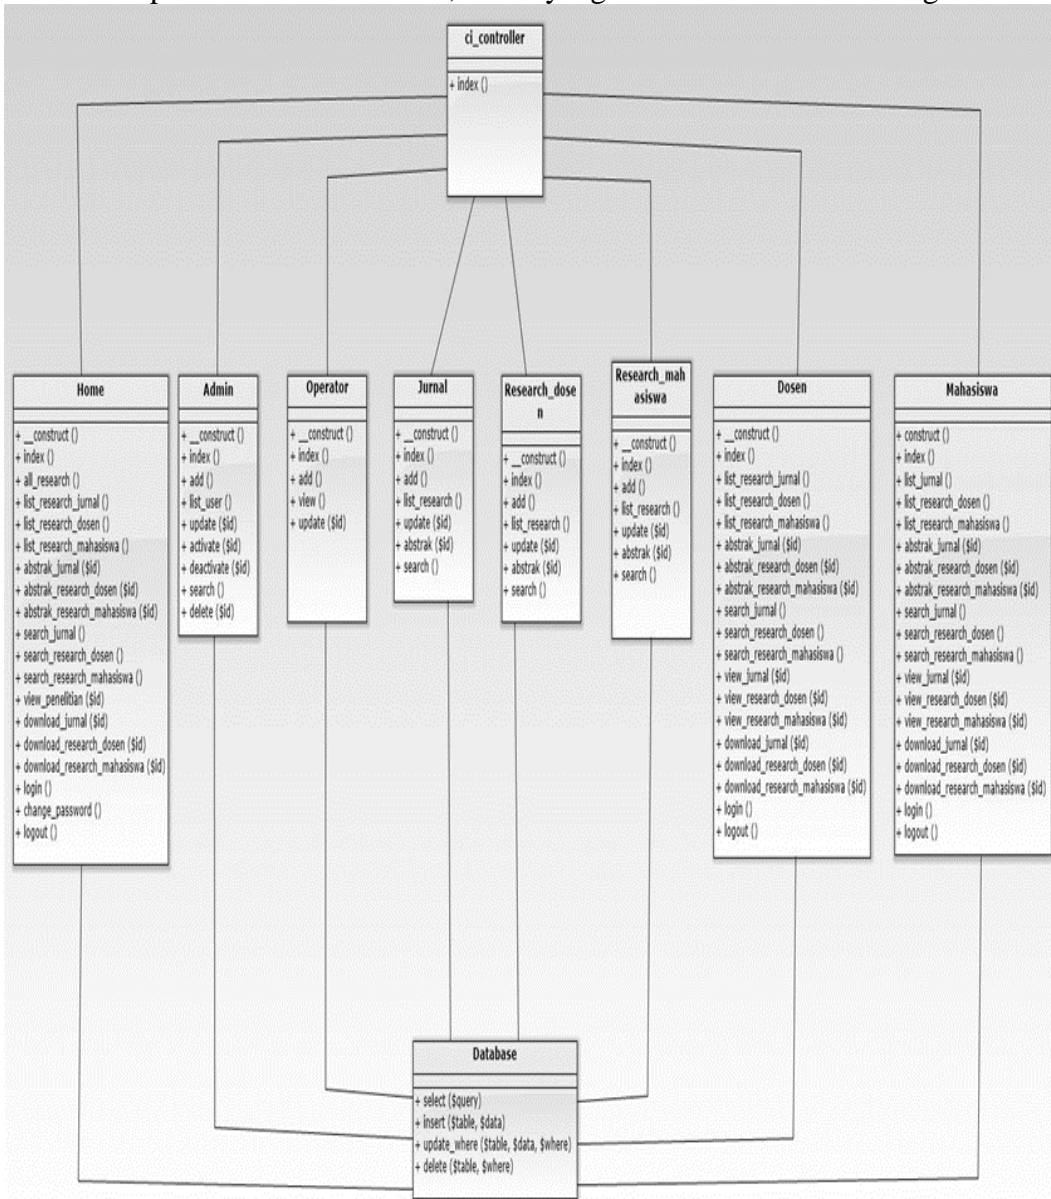 ci_controller
+ index ()
Home
+ __construct ()
+ index ()
+ all_research ()
+ list_research_jurnal ()
+ list_research_dosen ()
+ list_research_mahasiswa ()
+ abstrak_jurnal ($id)
+ abstrak_research_dosen ($id)
+ abstrak_research_mahasiswa ($id)
+ search_jurnal ()
+ search_research_dosen ()
+ search_research_mahasiswa ()
+ view_penelitian ($id)
+ download_jurnal ($id)
+ download_research_dosen ($id)
+ download_research_mahasiswa ($id)
+ login ()
+ change_password ()
+ logout ()
Admin
+ __construct ()
+ index ()
+ add ()
+ list_user ()
+ update ($id)
+ activate ($id)
+ deactivate ($id)
+ search ()
+ delete ($id)
Operator
+ __construct ()
+ index ()
+ add ()
+ view ()
+ update ($id)
Jurnal
+ __construct ()
+ index ()
+ add ()
+ list_research ()
+ update ($id)
+ abstrak ($id)
+ search ()
Research_dose
n
+ __construct ()
+ index ()
+ add ()
+ list_research ()
+ update ($id)
+ abstrak ($id)
+ search ()
Research_mah
asiswa
+ __construct ()
+ index ()
+ add ()
+ list_research ()
+ update ($id)
+ abstrak ($id)
+ search ()
Dosen
+ __construct ()
+ index ()
+ list_research_jurnal ()
+ list_research_dosen ()
+ list_research_mahasiswa ()
+ abstrak_jurnal ($id)
+ abstrak_research_dosen ($id)
+ abstrak_research_mahasiswa ($id)
+ search_jurnal ()
+ search_research_dosen ()
+ search_research_mahasiswa ()
+ view_jurnal ($id)
+ view_research_dosen ($id)
+ view_research_mahasiswa ($id)
+ download_jurnal ($id)
+ download_research_dosen ($id)
+ download_research_mahasiswa ($id)
+ login ()
+ logout ()
Mahasiswa
+ construct ()
+ index ()
+ list_jurnal ()
+ list_research_dosen ()
+ list_research_mahasiswa ()
+ abstrak_jurnal ($id)
+ abstrak_research_dosen ($id)
+ abstrak_research_mahasiswa ($id)
+ search_jurnal ()
+ search_research_dosen ()
+ search_research_mahasiswa ()
+ view_jurnal ($id)
+ view_research_dosen ($id)
+ view_research_mahasiswa ($id)
+ download_jurnal ($id)
+ download_research_dosen ($id)
+ download_research_mahasiswa ($id)
+ login ()
+ logout ()
Database
+ select ($query)
+ insert ($table, $data)
+ update_where ($table, $data, $where)
+ delete ($table, $where)